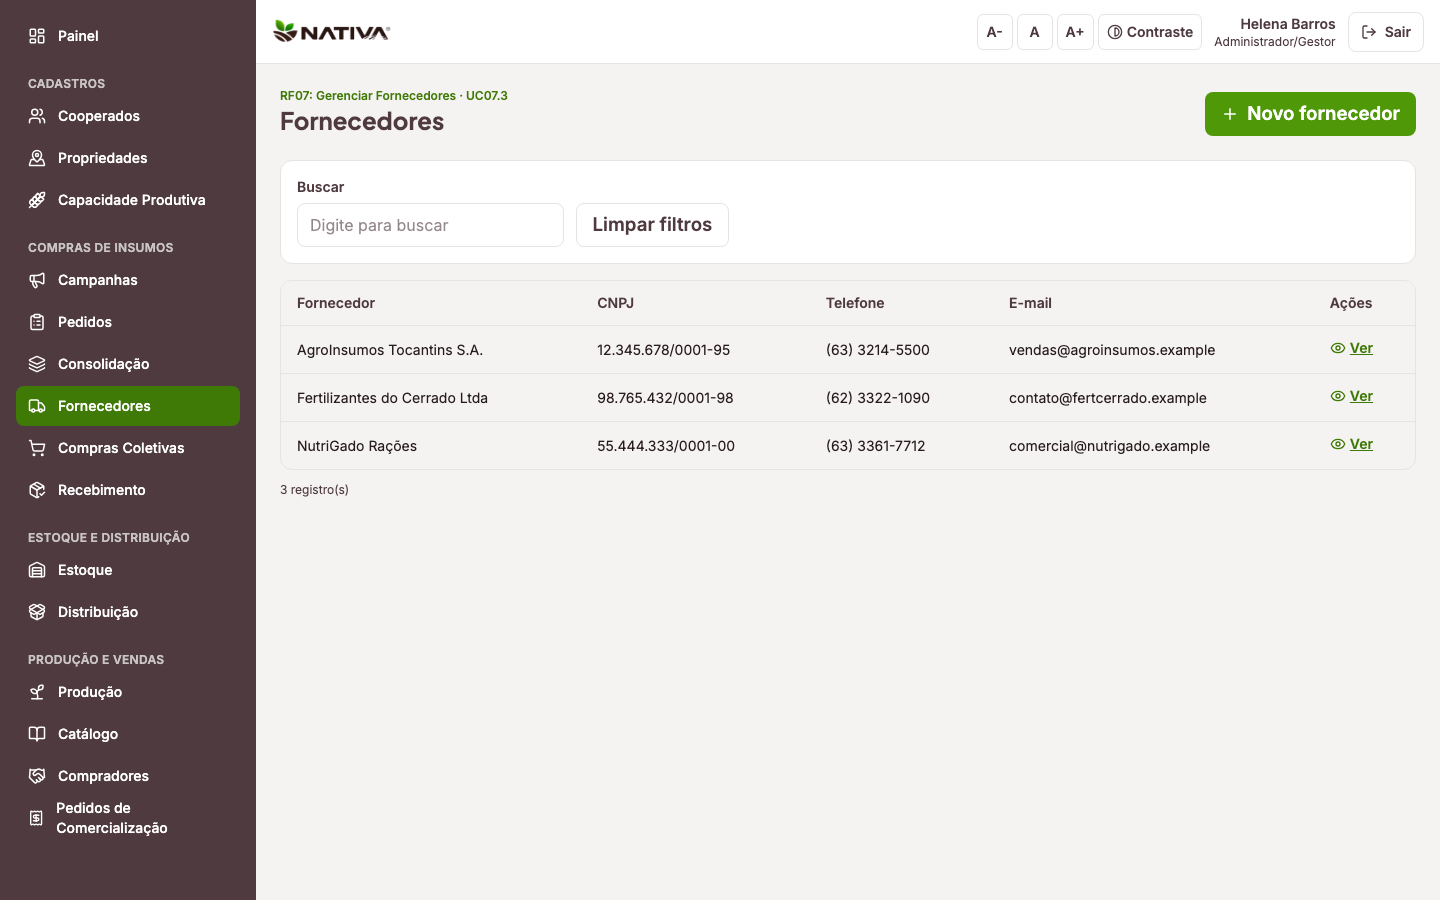 Painel
CADASTROS
Cooperados
Propriedades
Capacidade Produtiva
COMPRAS DE INSUMOS
Campanhas
Pedidos
Consolidação
Fornecedores
Compras Coletivas
Recebimento
ESTOQUE E DISTRIBUIÇÃO
Estoque
Distribuição
PRODUÇÃO E VENDAS
Produção
Catálogo
Compradores
Pedidos de
Comercialização
NATIVA
A- A A+ Contraste
Helena Barros
Administrador/Gestor
Sair
RF07: Gerenciar Fornecedores · UC07.3
Fornecedores
+ Novo fornecedor
Buscar
Digite para buscar
Limpar filtros
Fornecedor CNPJ Telefone E-mail Ações
AgroInsumos Tocantins S.A. 12.345.678/0001-95 (63) 3214-5500 vendas@agroinsumos.example Ver
Fertilizantes do Cerrado Ltda 98.765.432/0001-98 (62) 3322-1090 contato@fertcerrado.example Ver
NutriGado Rações 55.444.333/0001-00 (63) 3361-7712 comercial@nutrigado.example Ver
3 registro(s)